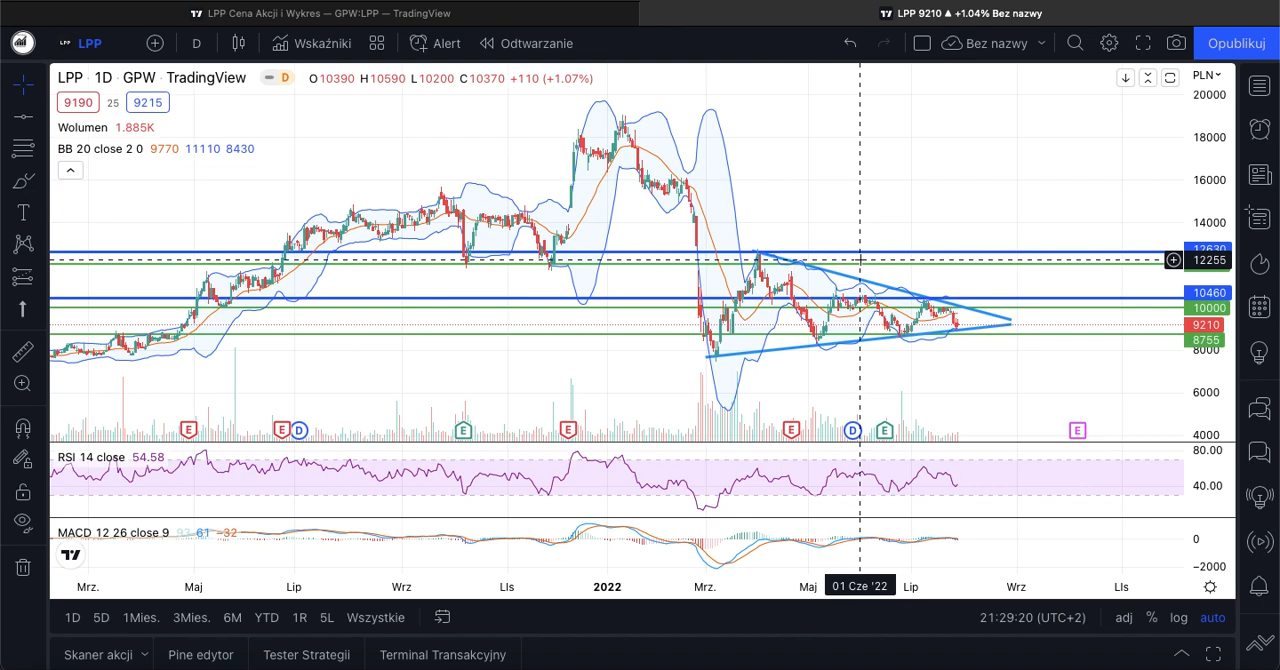 LPP Cena Akcji i Wykres — GPW:LPP — TradingView
LPP 9210 ▲ +1.04% Bez nazwy
LPP LPP D Wskaźniki Alert Odtwarzanie Bez nazwy Opublikuj
LPP · 1D · GPW · TradingView D O10390 H10590 L10200 C10370 +110 (+1.07%) PLN
9190 25 9215
Wolumen 1.885K
BB 20 close 2 0 9770 11110 8430
20000
18000
16000
14000
12630
12255
10460
10000
9210
8755
8000
6000
4000
E E D E E E D E E
RSI 14 close 54.58
80.00
40.00
MACD 12 26 close 9 93 61 −32
0
−2000
Mrz. Maj Lip Wrz LIs 2022 Mrz. Maj 01 Cze '22 Lip Wrz LIs
1D 5D 1Mies. 3Mies. 6M YTD 1R 5L Wszystkie 21:29:20 (UTC+2) adj % log auto
Skaner akcji Pine edytor Tester Strategii Terminal Transakcyjny